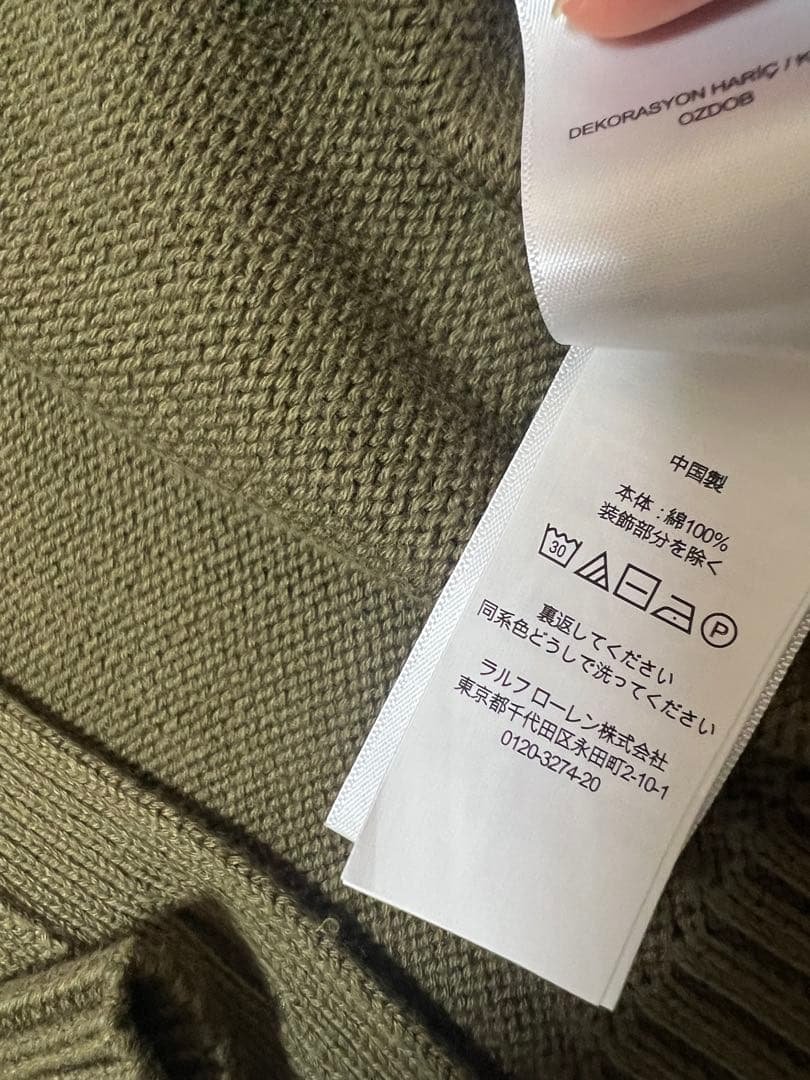 DEKORASYON HARİÇ /
OZDOB
中国製
本体:綿100%
装飾部分を除く
30 P
裏返してください
同系色どうしで洗ってください
ラルフ ローレン株式会社
東京都千代田区永田町2-10-1
0120-3274-20